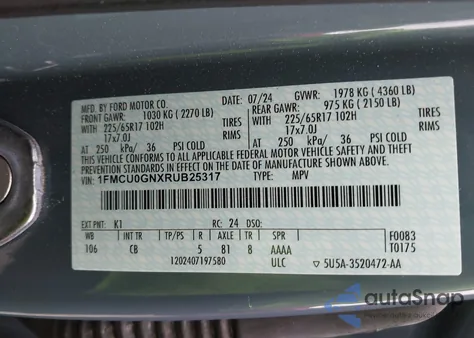 MFD. BY FORD MOTOR CO.
07/24 GVWR: 1978 KG ( 4360 LB)
FRONT GAWR: 1030 KG ( 2270 LB) REAR GAWR: 975 KG ( 2150 LB)
WITH 225/65R17 102H TIRES WITH 225/65R17 102H TIRES
17x7.0J RIMS 17x7.0J RIMS
AT 250 kPa/ 36 PSI COLD AT 250 kPa/ 36 PSI COLD
THIS VEHICLE CONFORMS TO ALL APPLICABLE FEDERAL MOTOR VEHICLE SAFETY, BUMPER, AND
THEFT PREVENTION STANDARDS IN EFFECT ON THE DATE OF MANUFACTURE SHOWN ABOVE.
VIN: 1FMCU0GNXRUB25317 TYPE: MPV
EXT PNT: K1 RC: 24 DSO: F0083
WB INT TR TP/PS R AXLE TR SPR T0175
106 CB 5 81 8 AAAA
1202407197580 ULC 5U5A-3520472-AA
autoSnap